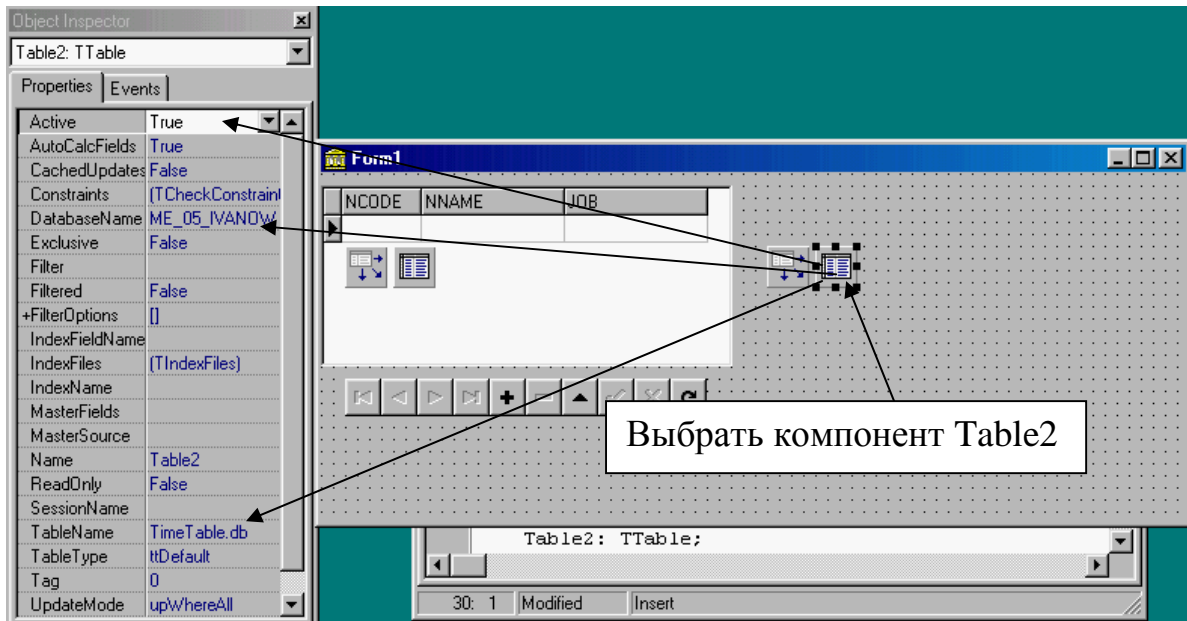 Object Inspector
Table2: TTable
Properties Events
Active True
AutoCalcFields True
CachedUpdates False
Constraints (TCheckConstraint
DatabaseName ME_05_IVANOW
Exclusive False
Filter
Filtered False
+FilterOptions []
IndexFieldName
IndexFiles (TIndexFiles)
IndexName
MasterFields
MasterSource
Name Table2
ReadOnly False
SessionName
TableName TimeTable.db
TableType ttDefault
Tag 0
UpdateMode upWhereAll
Form1
NCODE NNAME JOB
Выбрать компонент Table2
Table2: TTable;
30: 1 Modified Insert